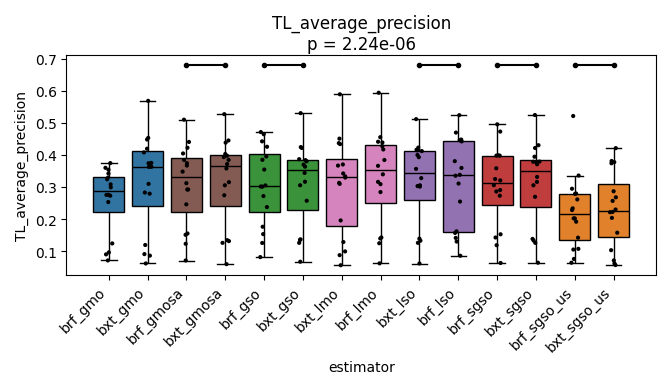 TL_average_precision
p = 2.24e-06
TL_average_precision
0.7
0.6
0.5
0.4
0.3
0.2
0.1
brf_gmo
bxt_gmo
brf_gmosa
bxt_gmosa
brf_gso
bxt_gso
bxt_lmo
brf_lmo
bxt_lso
brf_lso
brf_sgso
bxt_sgso
brf_sgso_us
bxt_sgso_us
estimator